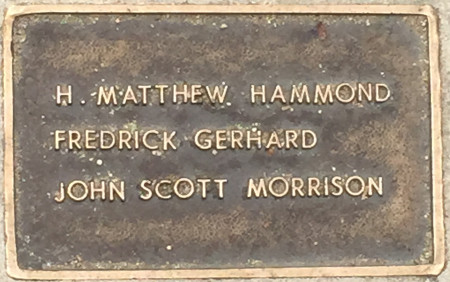 H. MATTHEW HAMMOND
FREDRICK GERHARD
JOHN SCOTT MORRISON